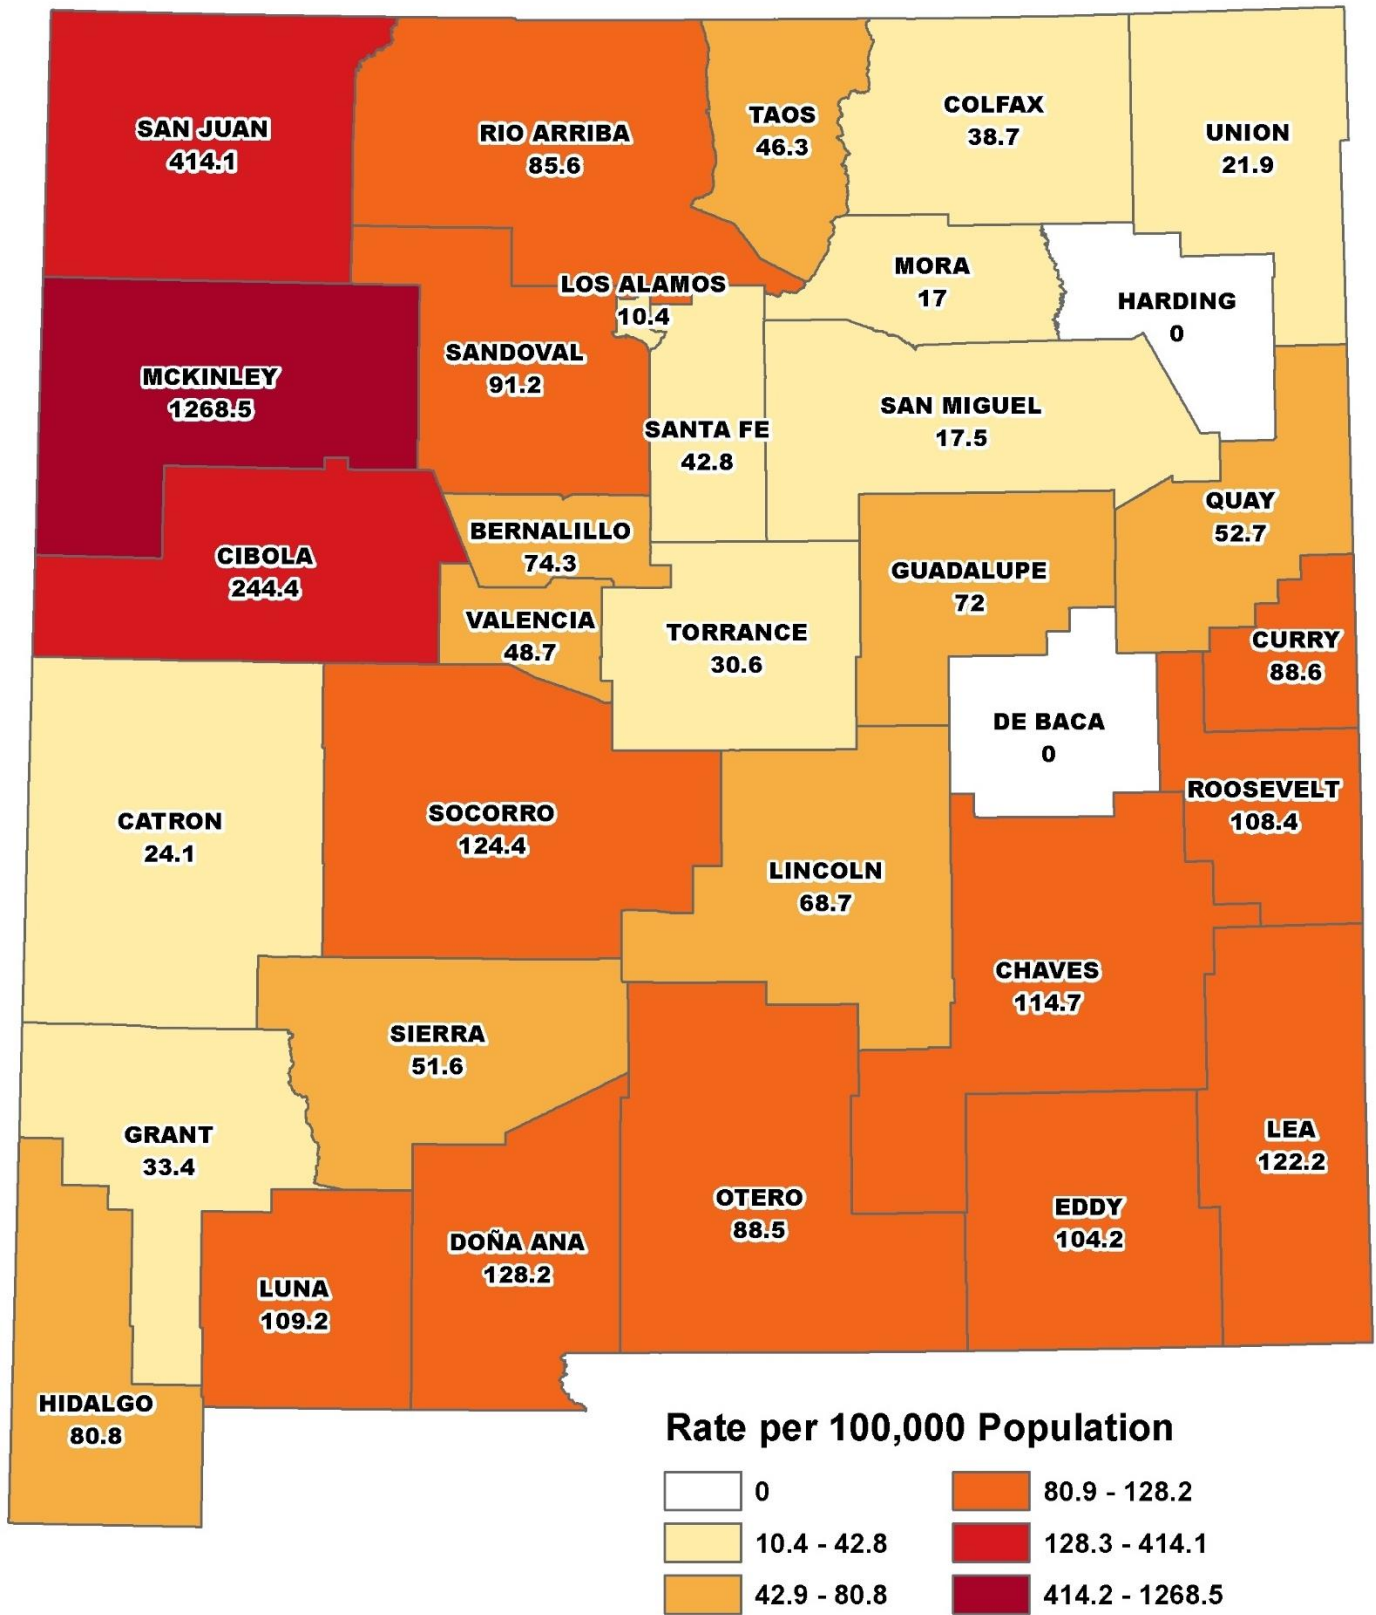 SAN JUAN
414.1
RIO ARRIBA
85.6
TAOS
46.3
COLFAX
38.7
UNION
21.9
MORA
17
HARDING
0
LOS ALAMOS
10.4
SANDOVAL
91.2
MCKINLEY
1268.5
SANTA FE
42.8
SAN MIGUEL
17.5
QUAY
52.7
BERNALILLO
74.3
CIBOLA
244.4
GUADALUPE
72
VALENCIA
48.7
TORRANCE
30.6
CURRY
88.6
DE BACA
0
ROOSEVELT
108.4
CATRON
24.1
SOCORRO
124.4
LINCOLN
68.7
CHAVES
114.7
SIERRA
51.6
GRANT
33.4
LEA
122.2
OTERO
88.5
EDDY
104.2
DOÑA ANA
128.2
LUNA
109.2
HIDALGO
80.8
Rate per 100,000 Population
0
10.4 - 42.8
42.9 - 80.8
80.9 - 128.2
128.3 - 414.1
414.2 - 1268.5